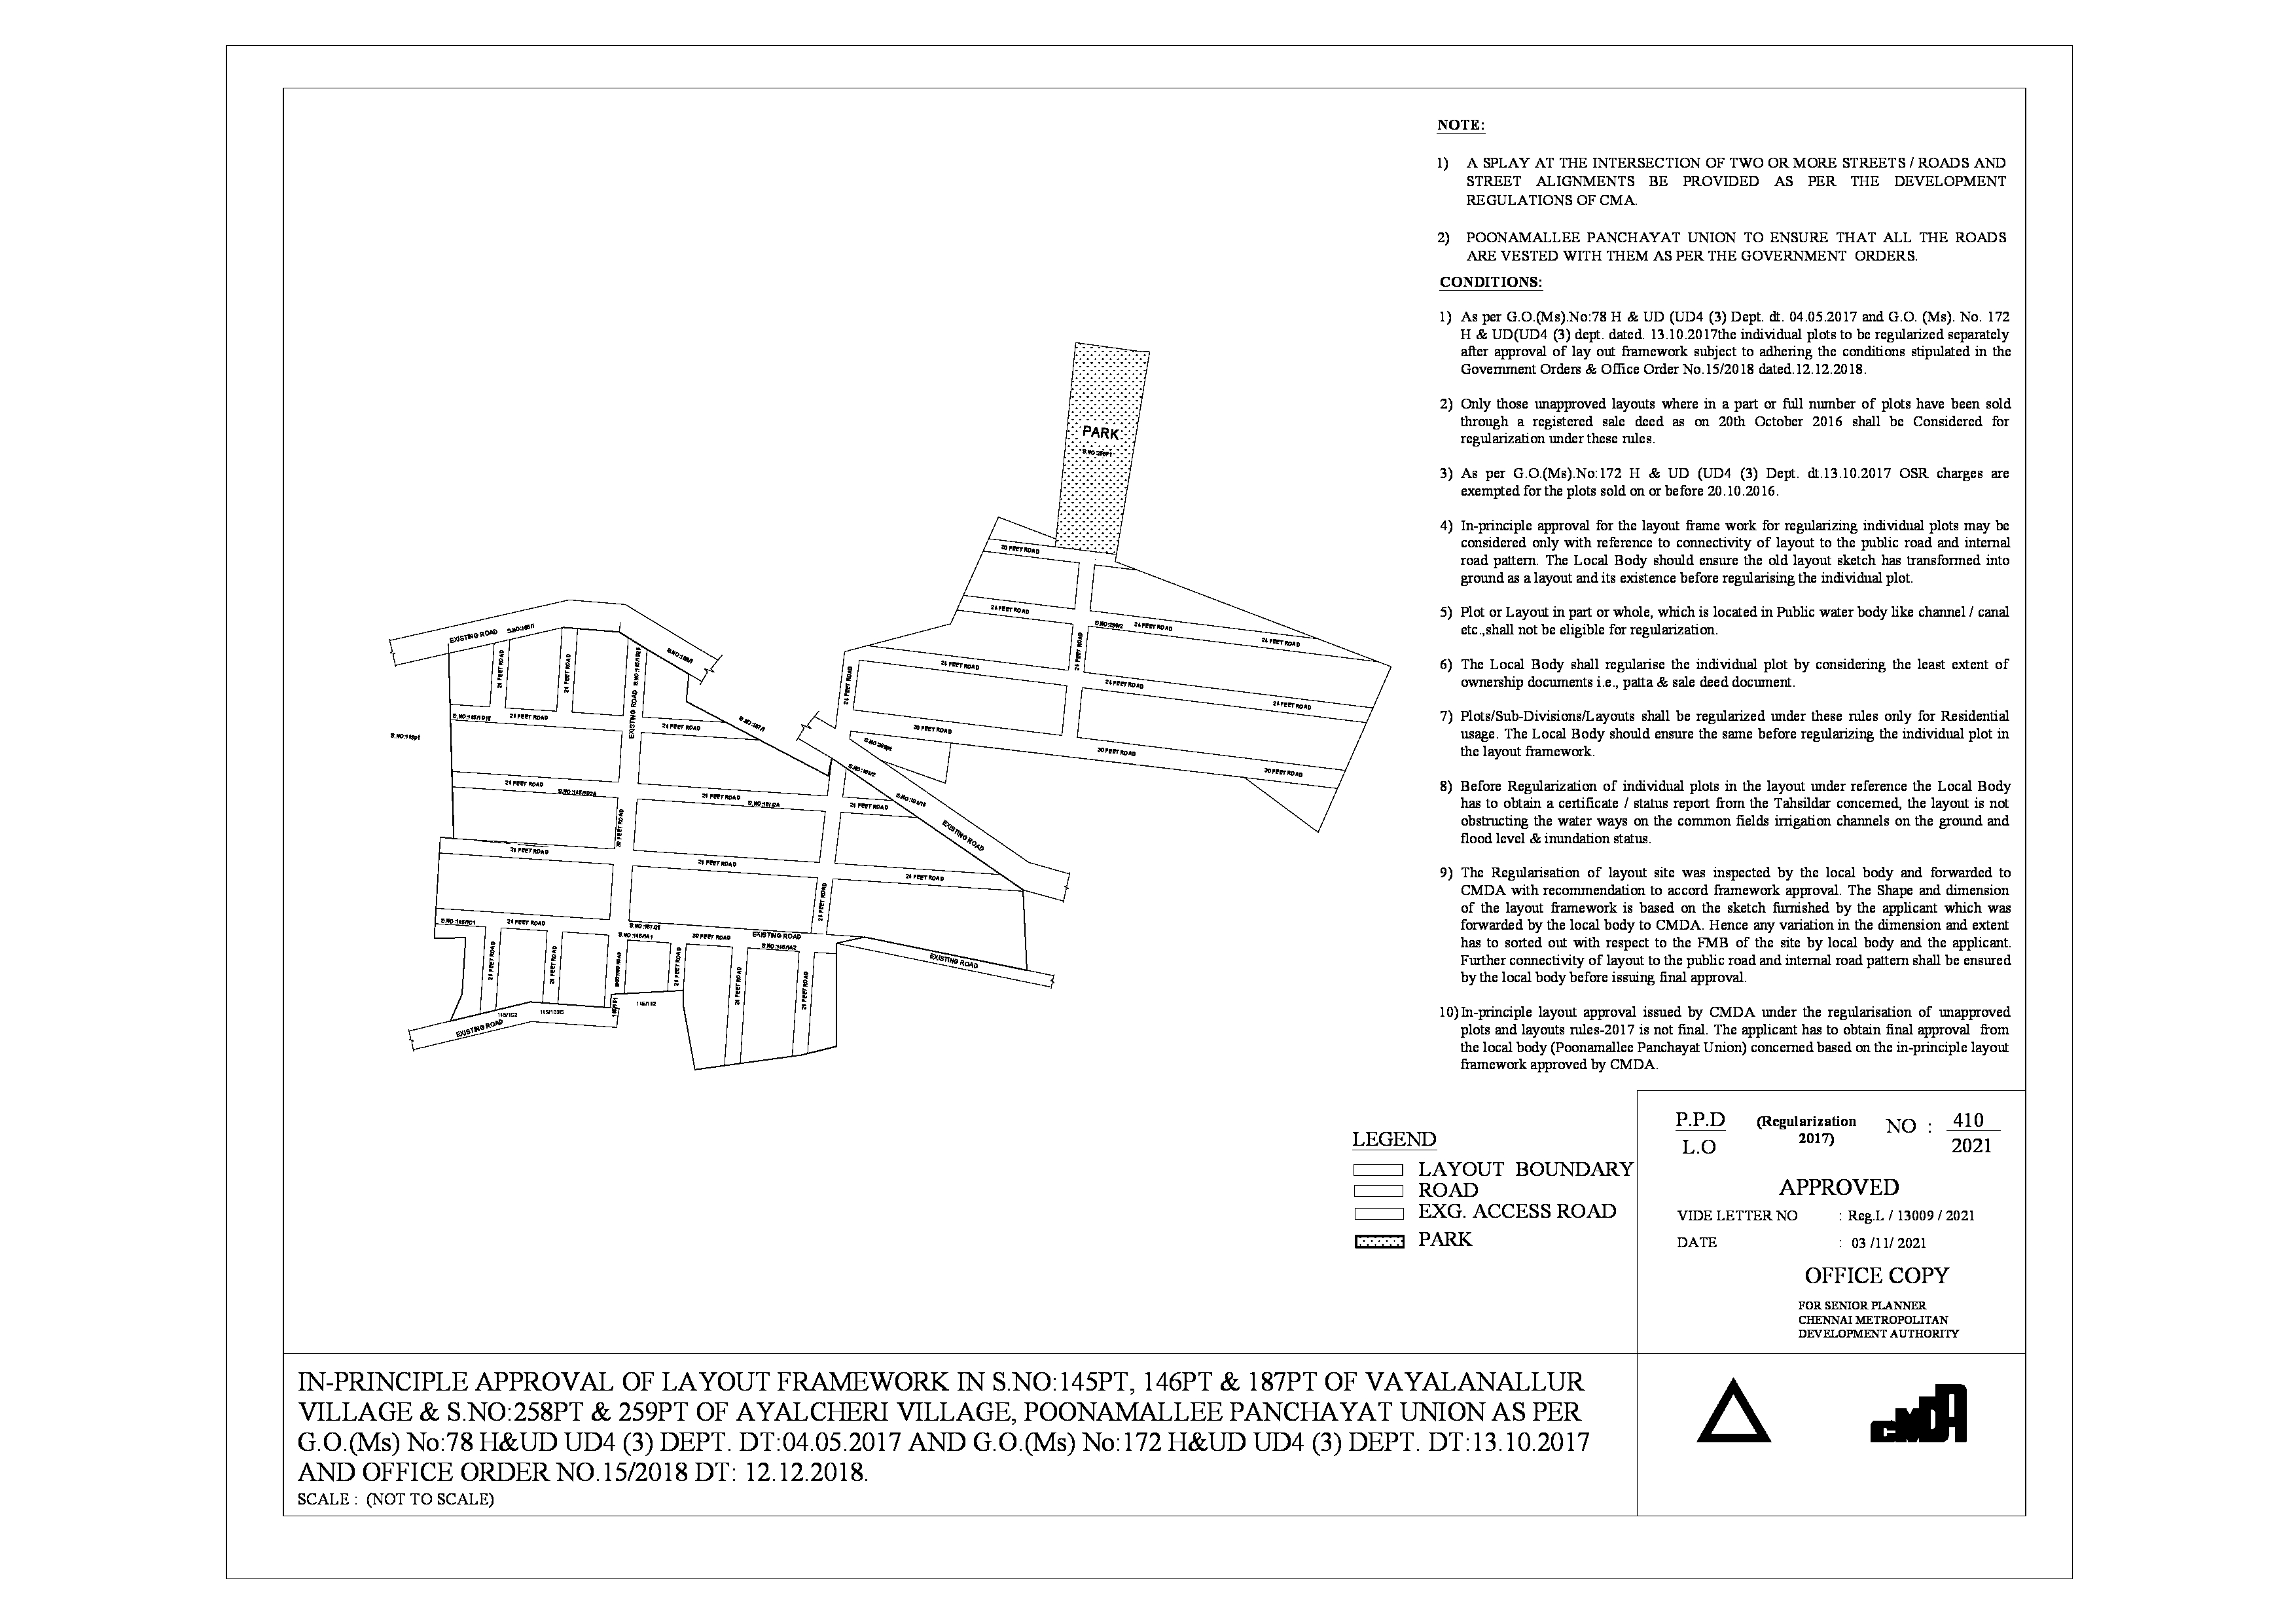 NOTE:
1) A SPLAY AT THE INTERSECTION OF TWO OR MORE STREETS / ROADS AND
STREET ALIGNMENTS BE PROVIDED AS PER THE DEVELOPMENT
REGULATIONS OF CMA.
2) POONAMALLEE PANCHAYAT UNION TO ENSURE THAT ALL THE ROADS
ARE VESTED WITH THEM AS PER THE GOVERNMENT ORDERS.
CONDITIONS:
1) As per G.O.(Ms).No:78 H & UD (UD4 (3) Dept. dt. 04.05.2017 and G.O. (Ms). No. 172
H & UD(UD4 (3) dept. dated. 13.10.2017the individual plots to be regularized separately
after approval of lay out framework subject to adhering the conditions stipulated in the
Government Orders & Office Order No.15/2018 dated.12.12.2018.
2) Only those unapproved layouts where in a part or full number of plots have been sold
through a registered sale deed as on 20th October 2016 shall be Considered for
regularization under these rules.
3) As per G.O.(Ms).No:172 H & UD (UD4 (3) Dept. dt.13.10.2017 OSR charges are
exempted for the plots sold on or before 20.10.2016.
4) In-principle approval for the layout frame work for regularizing individual plots may be
considered only with reference to connectivity of layout to the public road and internal
road pattern. The Local Body should ensure the old layout sketch has transformed into
ground as a layout and its existence before regularising the individual plot.
5) Plot or Layout in part or whole, which is located in Public water body like channel / canal
etc.,shall not be eligible for regularization.
6) The Local Body shall regularise the individual plot by considering the least extent of
ownership documents i.e., patta & sale deed document.
7) Plots/Sub-Divisions/Layouts shall be regularized under these rules only for Residential
usage. The Local Body should ensure the same before regularizing the individual plot in
the layout framework.
8) Before Regularization of individual plots in the layout under reference the Local Body
has to obtain a certificate / status report from the Tahsildar concerned, the layout is not
obstructing the water ways on the common fields irrigation channels on the ground and
flood level & inundation status.
9) The Regularisation of layout site was inspected by the local body and forwarded to
CMDA with recommendation to accord framework approval. The Shape and dimension
of the layout framework is based on the sketch furnished by the applicant which was
forwarded by the local body to CMDA. Hence any variation in the dimension and extent
has to sorted out with respect to the FMB of the site by local body and the applicant.
Further connectivity of layout to the public road and internal road pattern shall be ensured
by the local body before issuing final approval.
10) In-principle layout approval issued by CMDA under the regularisation of unapproved
plots and layouts rules-2017 is not final. The applicant has to obtain final approval from
the local body (Poonamallee Panchayat Union) concerned based on the in-principle layout
framework approved by CMDA.
PARK
30 FEET ROAD
30 FEET ROAD
30 FEET ROAD
30 FEET ROAD
30 FEET ROAD
EXISTING ROAD
EXISTING ROAD
EXISTING ROAD
EXISTING ROAD
EXISTING ROAD
EXISTING ROAD
LEGEND
LAYOUT BOUNDARY
ROAD
EXG. ACCESS ROAD
PARK
P.P.D (Regularization NO : 410
L.O 2017) 2021
APPROVED
VIDE LETTER NO : Reg.L / 13009 / 2021
DATE : 03 /11/ 2021
OFFICE COPY
FOR SENIOR PLANNER
CHENNAI METROPOLITAN
DEVELOPMENT AUTHORITY
IN-PRINCIPLE APPROVAL OF LAYOUT FRAMEWORK IN S.NO:145PT, 146PT & 187PT OF VAYALANALLUR
VILLAGE & S.NO:258PT & 259PT OF AYALCHERI VILLAGE, POONAMALLEE PANCHAYAT UNION AS PER
G.O.(Ms) No:78 H&UD UD4 (3) DEPT. DT:04.05.2017 AND G.O.(Ms) No:172 H&UD UD4 (3) DEPT. DT:13.10.2017
AND OFFICE ORDER NO.15/2018 DT: 12.12.2018.
SCALE : (NOT TO SCALE)
CMDA